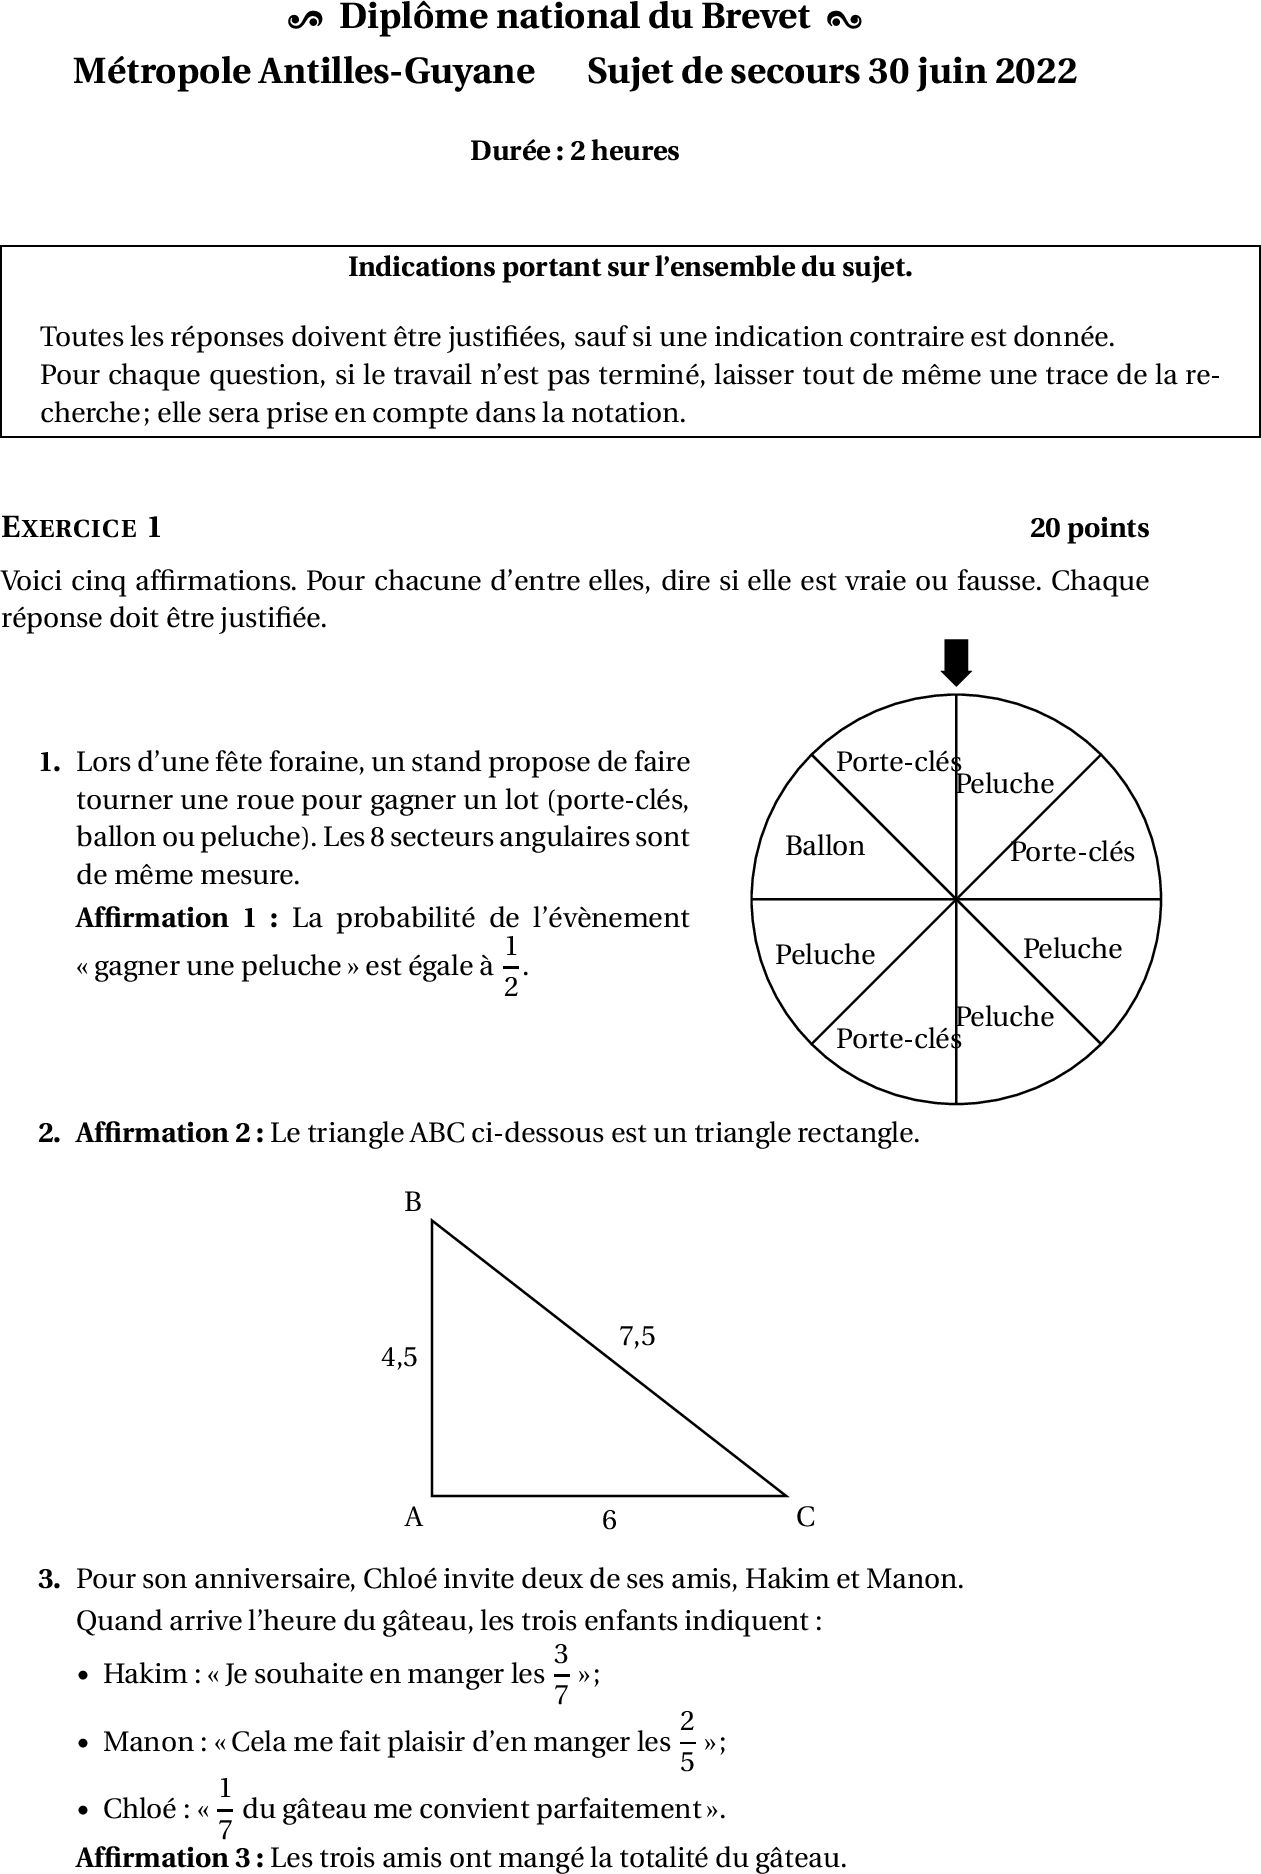 Diplôme national du Brevet
Métropole Antilles-Guyane Sujet de secours 30 juin 2022
Durée : 2 heures
Indications portant sur l'ensemble du sujet.
Toutes les réponses doivent être justifiées, sauf si une indication contraire est donnée.
Pour chaque question, si le travail n'est pas terminé, laisser tout de même une trace de la re-
cherche ; elle sera prise en compte dans la notation.
EXERCICE 1 20 points
Voici cinq affirmations. Pour chacune d'entre elles, dire si elle est vraie ou fausse. Chaque
réponse doit être justifiée.
1. Lors d'une fête foraine, un stand propose de faire
tourner une roue pour gagner un lot (porte-clés,
ballon ou peluche). Les 8 secteurs angulaires sont
de même mesure.
Affirmation 1 : La probabilité de l'évènement
« gagner une peluche » est égale à 1/2.
Porte-clés
Peluche
Ballon
Porte-clés
Peluche
Peluche
Porte-clés
Peluche
2. Affirmation 2 : Le triangle ABC ci-dessous est un triangle rectangle.
B
7,5
4,5
A
6
C
3. Pour son anniversaire, Chloé invite deux de ses amis, Hakim et Manon.
Quand arrive l'heure du gâteau, les trois enfants indiquent :
• Hakim : « Je souhaite en manger les 3/7 » ;
• Manon : « Cela me fait plaisir d'en manger les 2/5 » ;
• Chloé : « 1/7 du gâteau me convient parfaitement ».
Affirmation 3 : Les trois amis ont mangé la totalité du gâteau.